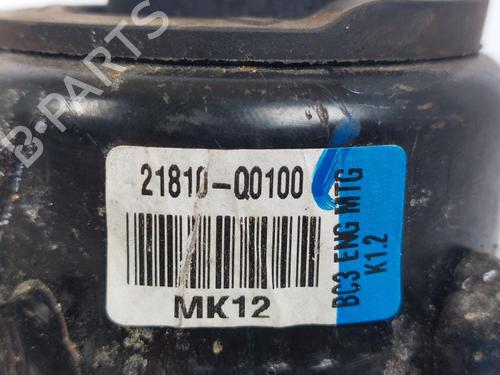 B-PARTS
21810-Q0100
MK12
BC3 ENG MTG
K1.2